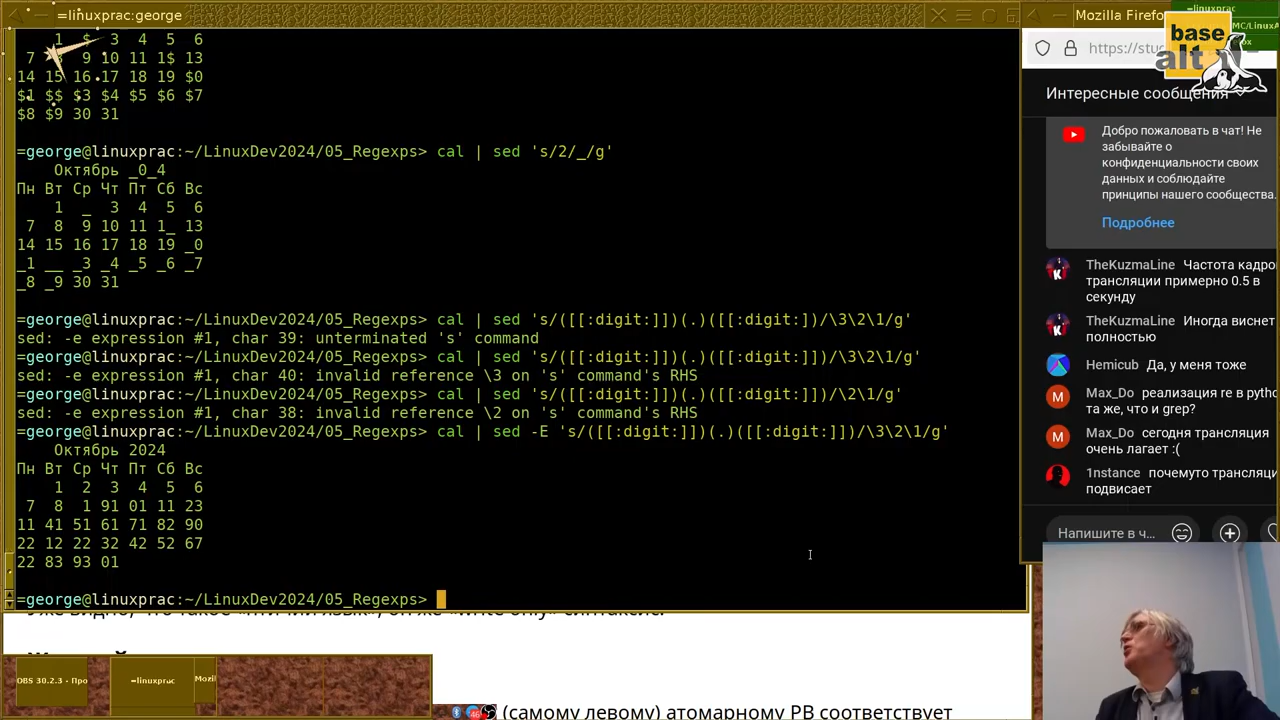 =linuxprac:george
1  $  3  4  5  6
7     9 10 11 1$ 13
14 15 16 17 18 19 $0
$1 $$ $3 $4 $5 $6 $7
$8 $9 30 31
=george@linuxprac:~/LinuxDev2024/05_Regexps> cal | sed 's/2/_/g'
Октябрь _0_4
Пн Вт Ср Чт Пт Сб Вс
1  _  3  4  5  6
7  8  9 10 11 1_ 13
14 15 16 17 18 19 _0
_1 __ _3 _4 _5 _6 _7
_8 _9 30 31
=george@linuxprac:~/LinuxDev2024/05_Regexps> cal | sed 's/([[:digit:]])(.)([[:digit:])/\3\2\1/g'
sed: -e expression #1, char 39: unterminated 's' command
=george@linuxprac:~/LinuxDev2024/05_Regexps> cal | sed 's/([[:digit:]])(.)([[:digit:]])/\3\2\1/g'
sed: -e expression #1, char 40: invalid reference \3 on 's' command's RHS
=george@linuxprac:~/LinuxDev2024/05_Regexps> cal | sed 's/([[:digit:]])(.)([[:digit:]])/\2\1/g'
sed: -e expression #1, char 38: invalid reference \2 on 's' command's RHS
=george@linuxprac:~/LinuxDev2024/05_Regexps> cal | sed -E 's/([[:digit:]])(.)([[:digit:]])/\3\2\1/g'
Октябрь 2024
Пн Вт Ср Чт Пт Сб Вс
1  2  3  4  5  6
7  8  1 91 01 11 23
11 41 51 61 71 82 90
22 12 22 32 42 52 67
22 83 93 01
=george@linuxprac:~/LinuxDev2024/05_Regexps>
OBS 30.2.3 - Про
=linuxprac
Mozil
(самому левому) атомарному РВ соответствует
Mozilla Firefo
=linuxprac
base
alt
https://stu
Интересные сообщения
Добро пожаловать в чат! Не
забывайте о
конфиденциальности своих
данных и соблюдайте
принципы нашего сообщества.
Подробнее
TheKuzmaLine Частота кадро
трансляции примерно 0.5 в
секунду
TheKuzmaLine Иногда виснет
полностью
Hemicub Да, у меня тоже
Max_Do реализация re в pytho
та же, что и grep?
Max_Do сегодня трансляция
очень лагает :(
1nstance почемуто трансляци
подвисает
Напишите в ч...